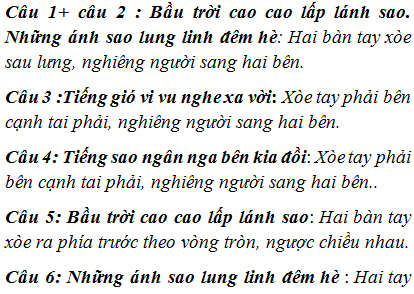 Câu 1+ câu 2 : Bầu trời cao cao lấp lánh sao.
Những ánh sao lung linh đêm hè: Hai bàn tay xòe
sau lưng, nghiêng người sang hai bên.
Câu 3 :Tiếng gió vi vu nghe xa vời: Xòe tay phải bên
cạnh tai phải, nghiêng người sang hai bên.
Câu 4: Tiếng sao ngân nga bên kia đồi: Xòe tay phải
bên cạnh tai phải, nghiêng người sang hai bên..
Câu 5: Bầu trời cao cao lấp lánh sao: Hai bàn tay
xòe ra phía trước theo vòng tròn, ngược chiều nhau.
Câu 6: Những ánh sao lung linh đêm hè : Hai tay